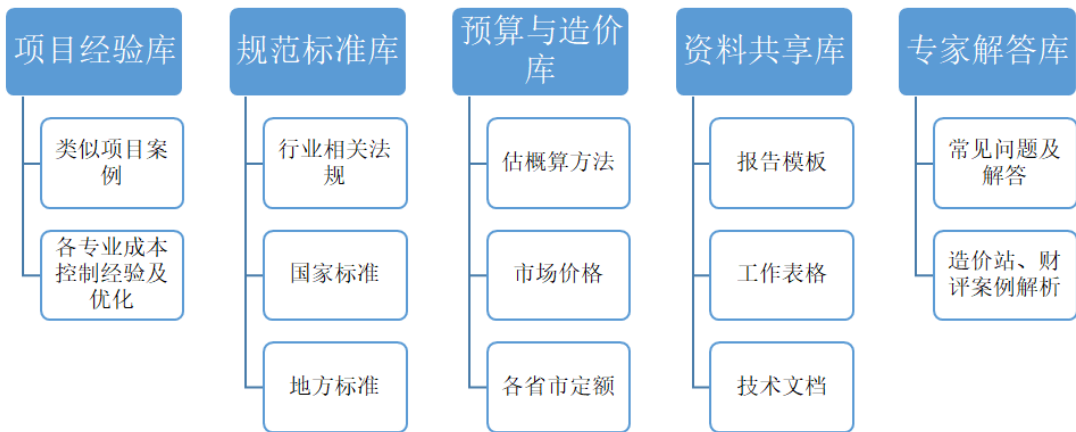 项目经验库
类似项目案
例
各专业成本
控制经验及
优化
规范标准库
行业相关法
规
国家标准
地方标准
预算与造价
库
估概算方法
市场价格
各省市定额
资料共享库
报告模板
工作表格
技术文档
专家解答库
常见问题及
解答
造价站、财
评案例解析